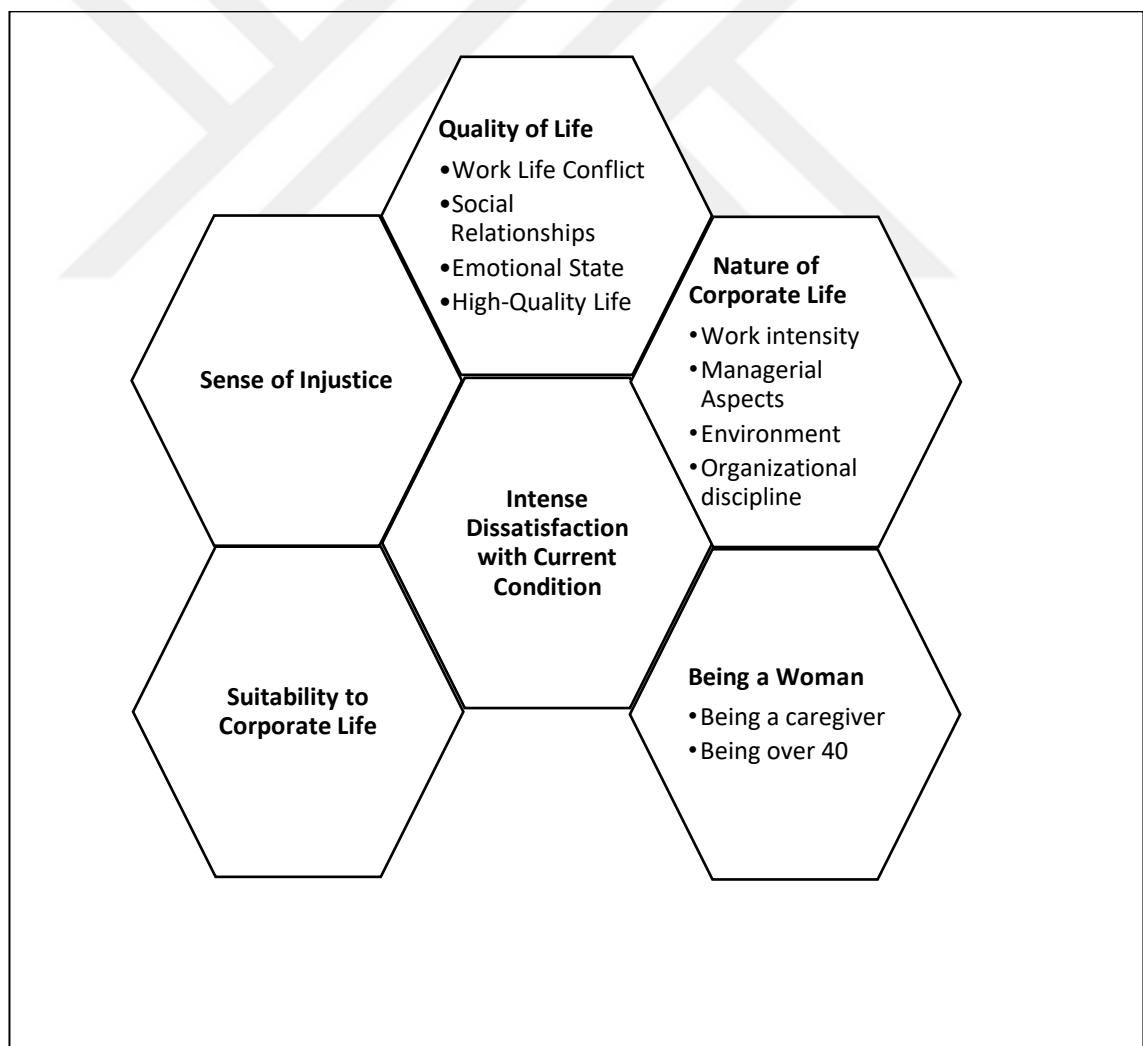 Quality of Life
•Work Life Conflict
•Social
Relationships
•Emotional State
•High-Quality Life
Nature of
Corporate Life
•Work intensity
•Managerial
Aspects
•Environment
•Organizational
discipline
Sense of Injustice
Intense
Dissatisfaction
with Current
Condition
Suitability to
Corporate Life
Being a Woman
•Being a caregiver
•Being over 40